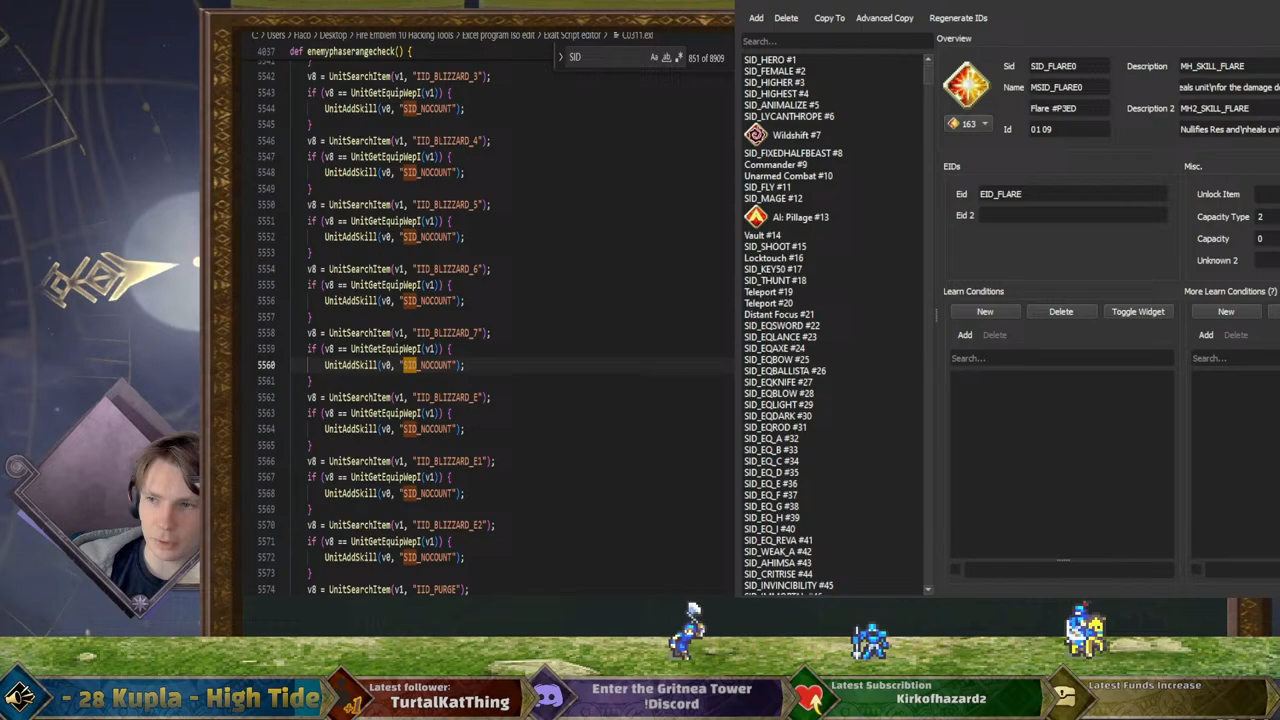 C: > Users > Haco > Desktop > Fire Emblem 10 Hacking Tools > Excel program iso edit > Exalt Script editor > C0311.exl
4037 def enemyphaserangecheck() {
SID
851 of 8909
5541 }
5542 v8 = UnitSearchItem(v1, "IID_BLIZZARD_3");
5543 if (v8 == UnitGetEquipWepI(v1)) {
5544 UnitAddSkill(v0, "SID_NOCOUNT");
5545 }
5546 v8 = UnitSearchItem(v1, "IID_BLIZZARD_4");
5547 if (v8 == UnitGetEquipWepI(v1)) {
5548 UnitAddSkill(v0, "SID_NOCOUNT");
5549 }
5550 v8 = UnitSearchItem(v1, "IID_BLIZZARD_5");
5551 if (v8 == UnitGetEquipWepI(v1)) {
5552 UnitAddSkill(v0, "SID_NOCOUNT");
5553 }
5554 v8 = UnitSearchItem(v1, "IID_BLIZZARD_6");
5555 if (v8 == UnitGetEquipWepI(v1)) {
5556 UnitAddSkill(v0, "SID_NOCOUNT");
5557 }
5558 v8 = UnitSearchItem(v1, "IID_BLIZZARD_7");
5559 if (v8 == UnitGetEquipWepI(v1)) {
5560 UnitAddSkill(v0, "SID_NOCOUNT");
5561 }
5562 v8 = UnitSearchItem(v1, "IID_BLIZZARD_E");
5563 if (v8 == UnitGetEquipWepI(v1)) {
5564 UnitAddSkill(v0, "SID_NOCOUNT");
5565 }
5566 v8 = UnitSearchItem(v1, "IID_BLIZZARD_E1");
5567 if (v8 == UnitGetEquipWepI(v1)) {
5568 UnitAddSkill(v0, "SID_NOCOUNT");
5569 }
5570 v8 = UnitSearchItem(v1, "IID_BLIZZARD_E2");
5571 if (v8 == UnitGetEquipWepI(v1)) {
5572 UnitAddSkill(v0, "SID_NOCOUNT");
5573 }
5574 v8 = UnitSearchItem(v1, "IID_PURGE");
Add Delete Copy To Advanced Copy Regenerate IDs
Search...
SID_HERO #1
SID_FEMALE #2
SID_HIGHER #3
SID_HIGHEST #4
SID_ANIMALIZE #5
SID_LYCANTHROPE #6
Wildshift #7
SID_FIXEDHALFBEAST #8
Commander #9
Unarmed Combat #10
SID_FLY #11
SID_MAGE #12
AI: Pillage #13
Vault #14
SID_SHOOT #15
Locktouch #16
SID_KEY50 #17
SID_THUNT #18
Teleport #19
Teleport #20
Distant Focus #21
SID_EQSWORD #22
SID_EQLANCE #23
SID_EQAXE #24
SID_EQBOW #25
SID_EQBALLISTA #26
SID_EQKNIFE #27
SID_EQBLOW #28
SID_EQLIGHT #29
SID_EQDARK #30
SID_EQROD #31
SID_EQ_A #32
SID_EQ_B #33
SID_EQ_C #34
SID_EQ_D #35
SID_EQ_E #36
SID_EQ_F #37
SID_EQ_G #38
SID_EQ_H #39
SID_EQ_I #40
SID_EQ_REVA #41
SID_WEAK_A #42
SID_AHIMSA #43
SID_CRITRISE #44
SID_INVINCIBILITY #45
Overview
163
Sid SID_FLARE0
Name MSID_FLARE0
Flare #P3ED
Id 01 09
Description MH_SKILL_FLARE
eals unit\nfor the damage d
Description 2 MH2_SKILL_FLARE
Nullifies Res and\nheals unit
EIDs
Eid EID_FLARE
Eid 2
Misc.
Unlock Item
Capacity Type 2
Capacity 0
Unknown 2
Learn Conditions
New Delete Toggle Widget
Add Delete
Search...
More Learn Conditions (?)
New
Add Delete
Search...
- 28 Kupla - High Tide
Latest follower:
TurtalKatThing
Enter the Gritnea Tower
!Discord
Latest Subscribtion
Kirkofhazard2
Latest Funds Increase